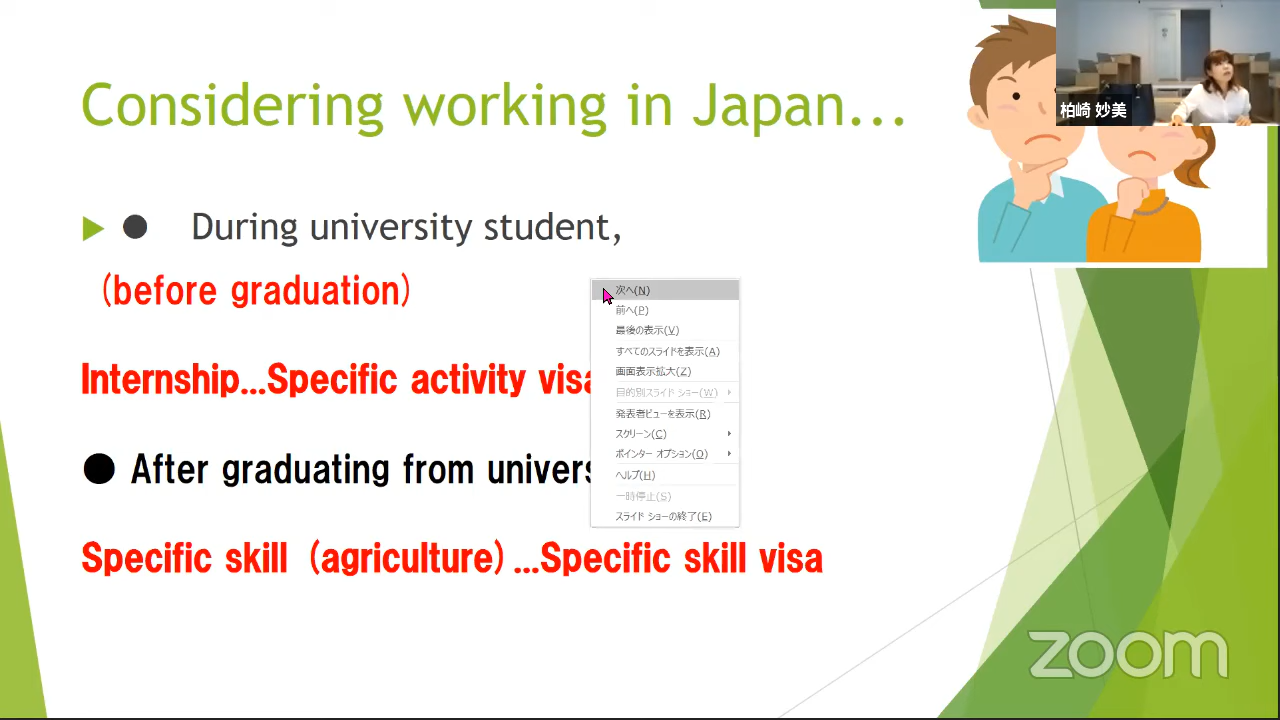 Considering working in Japan...
柏崎 妙美
● During university student,
(before graduation)
Internship...Specific activity visa
● After graduating from univers
Specific skill (agriculture)...Specific skill visa
次へ(N)
前へ(P)
最後の表示(V)
すべてのスライドを表示(A)
画面表示拡大(Z)
目的別スライド ショー(W)
発表者ビューを表示(R)
スクリーン(C)
ポインター オプション(O)
ヘルプ(H)
一時停止(S)
スライド ショーの終了(E)
zoom